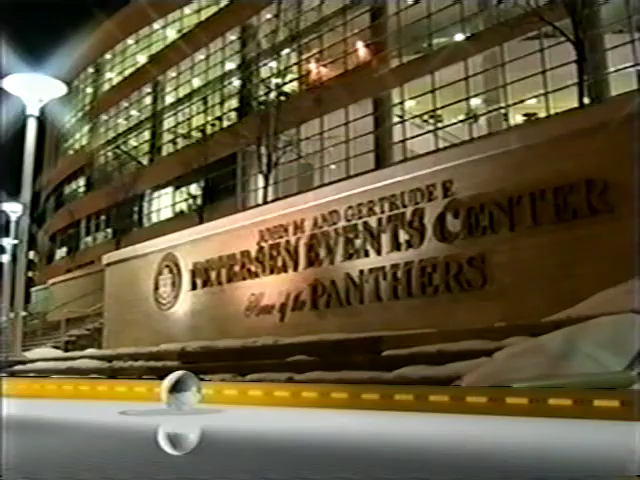 JOHN M. AND GERTRUDE E.
PETERSEN EVENTS CENTER
Home of the PANTHERS